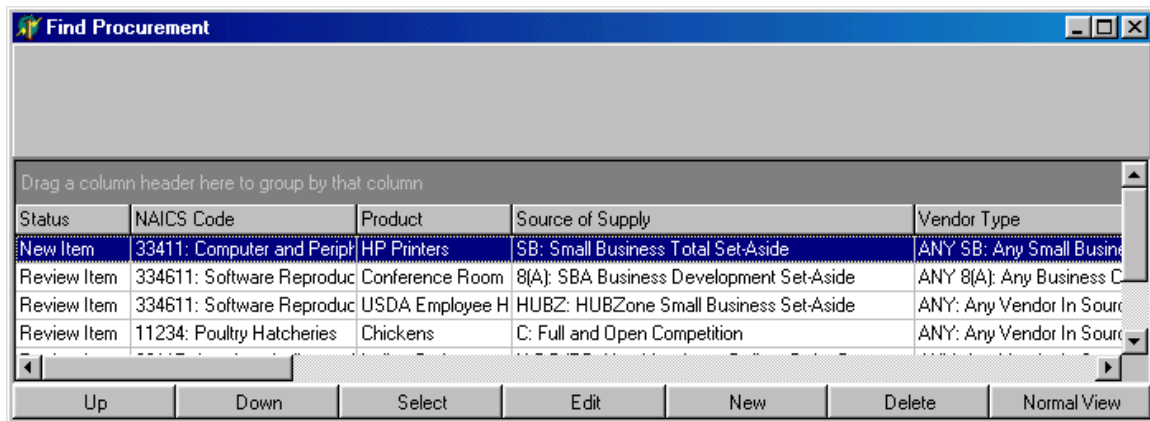 Find Procurement
Drag a column header here to group by that column
Status NAICS Code Product Source of Supply Vendor Type
New Item 33411: Computer and Periph HP Printers SB: Small Business Total Set-Aside ANY SB: Any Small Busine
Review Item 334611: Software Reproduc Conference Room 8(A): SBA Business Development Set-Aside ANY 8(A): Any Business C
Review Item 334611: Software Reproduc USDA Employee H HUBZ: HUBZone Small Business Set-Aside ANY: Any Vendor In Sourc
Review Item 11234: Poultry Hatcheries Chickens C: Full and Open Competition ANY: Any Vendor In Sourc
Up Down Select Edit New Delete Normal View